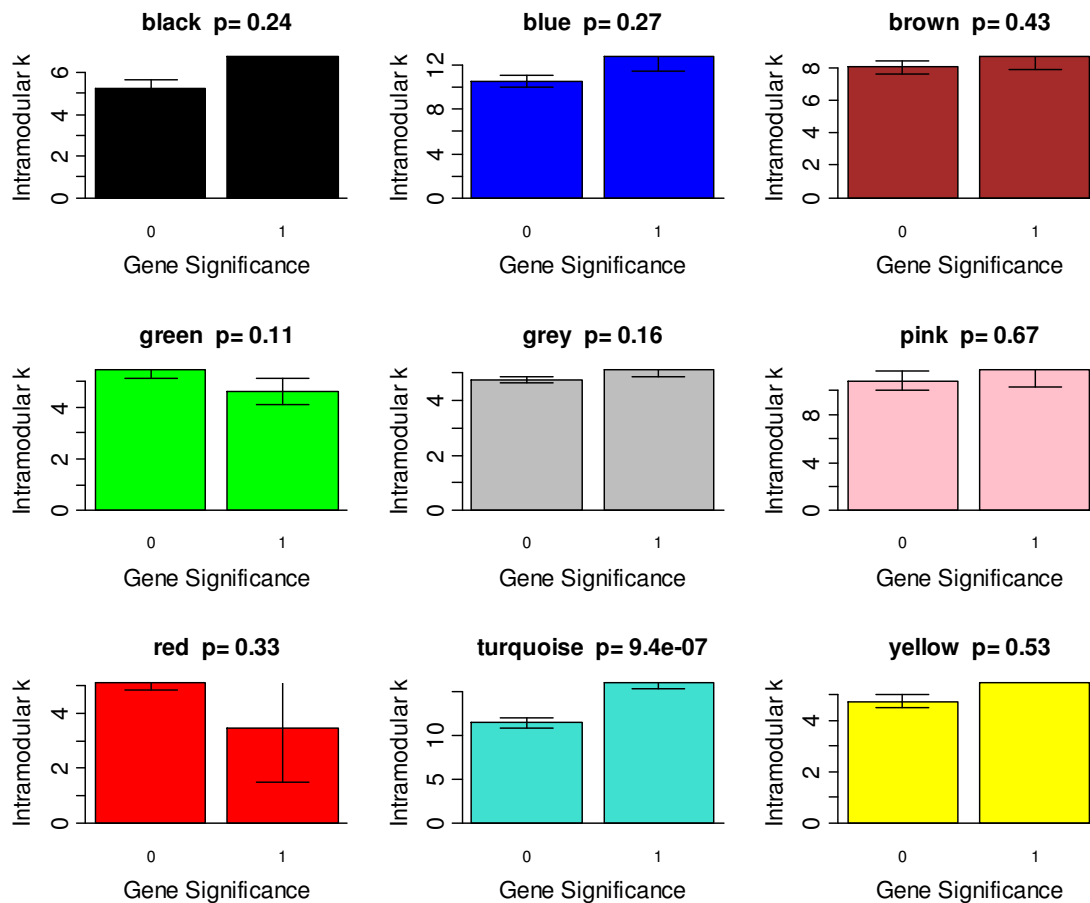 black  p= 0.24
Intramodular k
0 2 4 6
0 1
Gene Significance
blue  p= 0.27
Intramodular k
0 4 8 12
0 1
Gene Significance
brown  p= 0.43
Intramodular k
0 2 4 6 8
0 1
Gene Significance
green  p= 0.11
Intramodular k
0 2 4
0 1
Gene Significance
grey  p= 0.16
Intramodular k
0 2 4
0 1
Gene Significance
pink  p= 0.67
Intramodular k
0 4 8
0 1
Gene Significance
red  p= 0.33
Intramodular k
0 2 4
0 1
Gene Significance
turquoise  p= 9.4e-07
Intramodular k
0 5 10
0 1
Gene Significance
yellow  p= 0.53
Intramodular k
0 2 4
0 1
Gene Significance